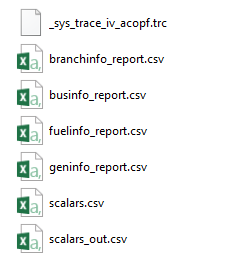 _sys_trace_iv_acopf.trc
branchinfo_report.csv
businfo_report.csv
fuelinfo_report.csv
geninfo_report.csv
scalars.csv
scalars_out.csv